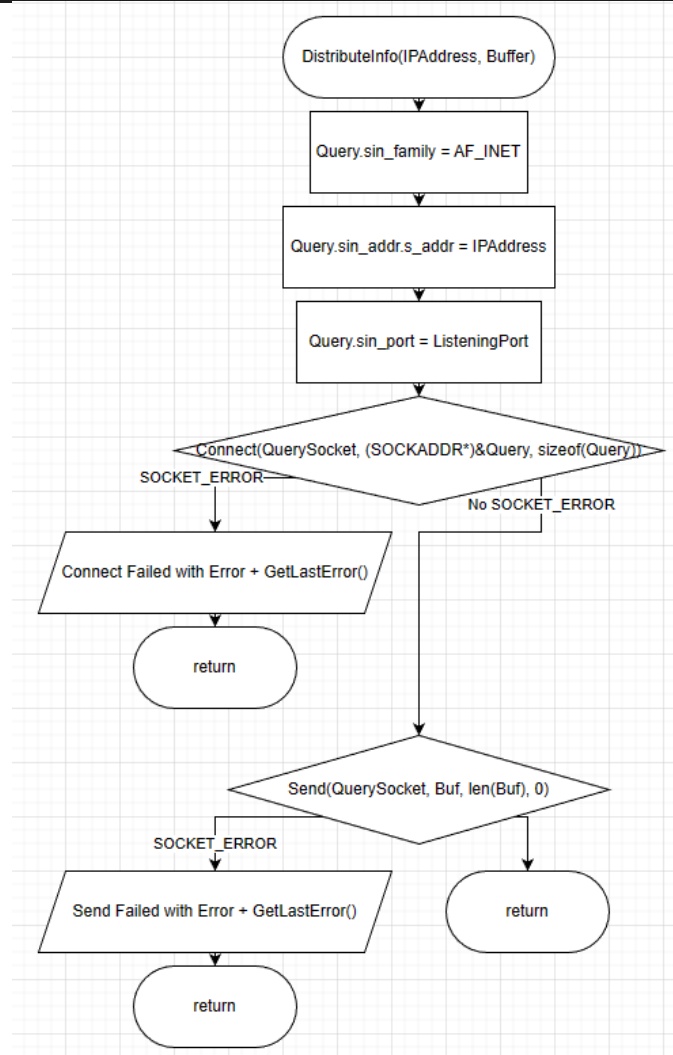 DistributeInfo(IPAddress, Buffer)
Query.sin_family = AF_INET
Query.sin_addr.s_addr = IPAddress
Query.sin_port = ListeningPort
Connect(QuerySocket, (SOCKADDR*)&Query, sizeof(Query))
SOCKET_ERROR
No SOCKET_ERROR
Connect Failed with Error + GetLastError()
return
Send(QuerySocket, Buf, len(Buf), 0)
SOCKET_ERROR
Send Failed with Error + GetLastError()
return
return